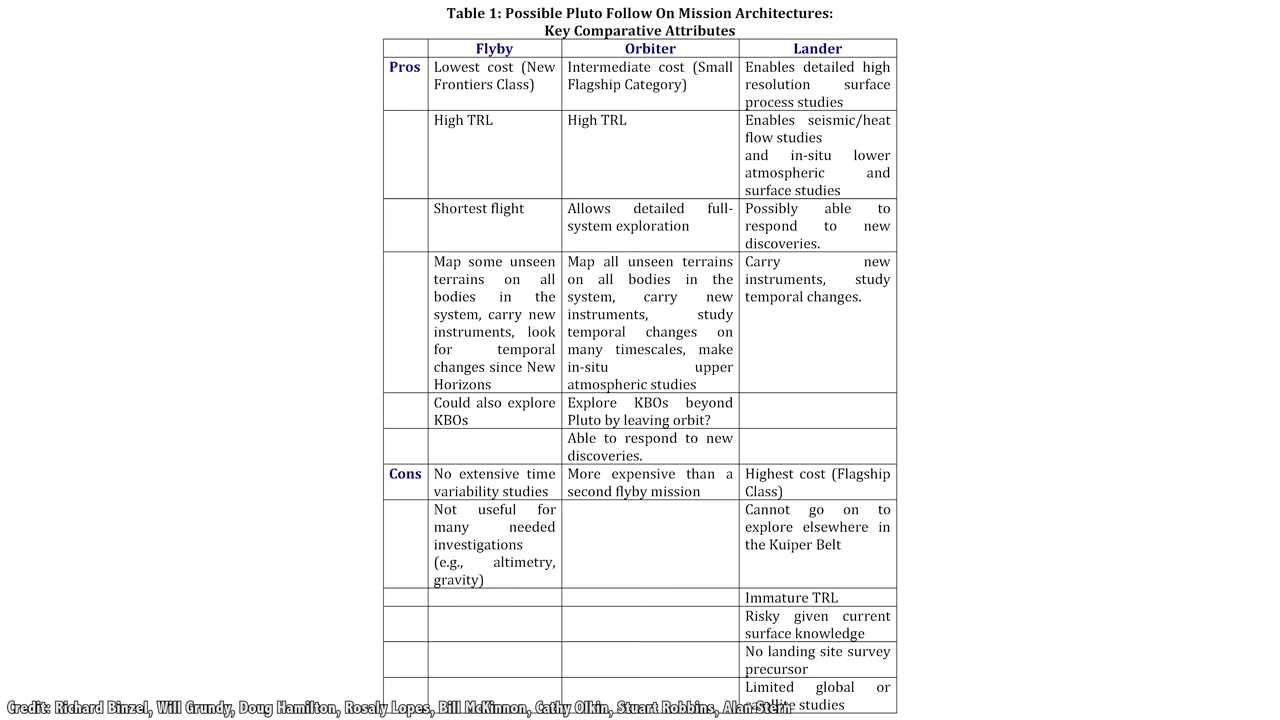 Table 1: Possible Pluto Follow On Mission Architectures:
Key Comparative Attributes
Flyby Orbiter Lander
Pros
Lowest cost (New
Frontiers Class)
Intermediate cost (Small
Flagship Category)
Enables detailed high
resolution surface
process studies
High TRL
High TRL
Enables seismic/heat
flow studies
and in-situ lower
atmospheric and
surface studies
Shortest flight
Allows detailed full-
system exploration
Possibly able to
respond to new
discoveries.
Map some unseen
terrains on all
bodies in the
system, carry new
instruments, look
for temporal
changes since New
Horizons
Map all unseen terrains
on all bodies in the
system, carry new
instruments, study
temporal changes on
many timescales, make
in-situ upper
atmospheric studies
Carry new
instruments, study
temporal changes.
Could also explore
KBOs
Explore KBOs beyond
Pluto by leaving orbit?
Able to respond to new
discoveries.
Cons
No extensive time
variability studies
More expensive than a
second flyby mission
Highest cost (Flagship
Class)
Not useful for
many needed
investigations
(e.g., altimetry,
gravity)
Cannot go on to
explore elsewhere in
the Kuiper Belt
Immature TRL
Risky given current
surface knowledge
No landing site survey
precursor
Limited global or
studies
Credit: Richard Binzel, Will Grundy, Doug Hamilton, Rosaly Lopes, Bill McKinnon, Cathy Olkin, Stuart Robbins, Alan Stern